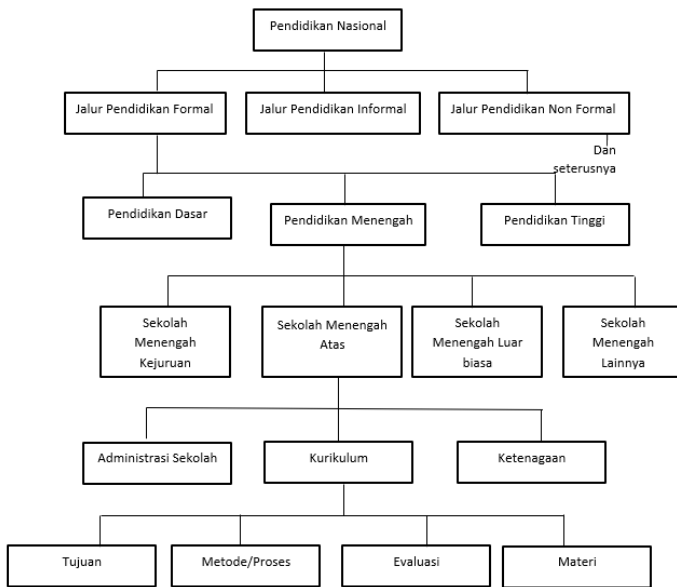 Pendidikan Nasional
Jalur Pendidikan Formal
Jalur Pendidikan Informal
Jalur Pendidikan Non Formal
Dan
seterusnya
Pendidikan Dasar
Pendidikan Menengah
Pendidikan Tinggi
Sekolah
Menengah
Kejuruan
Sekolah Menengah
Atas
Sekolah
Menengah Luar
biasa
Sekolah
Menengah
Lainnya
Administrasi Sekolah
Kurikulum
Ketenagaan
Tujuan
Metode/Proses
Evaluasi
Materi